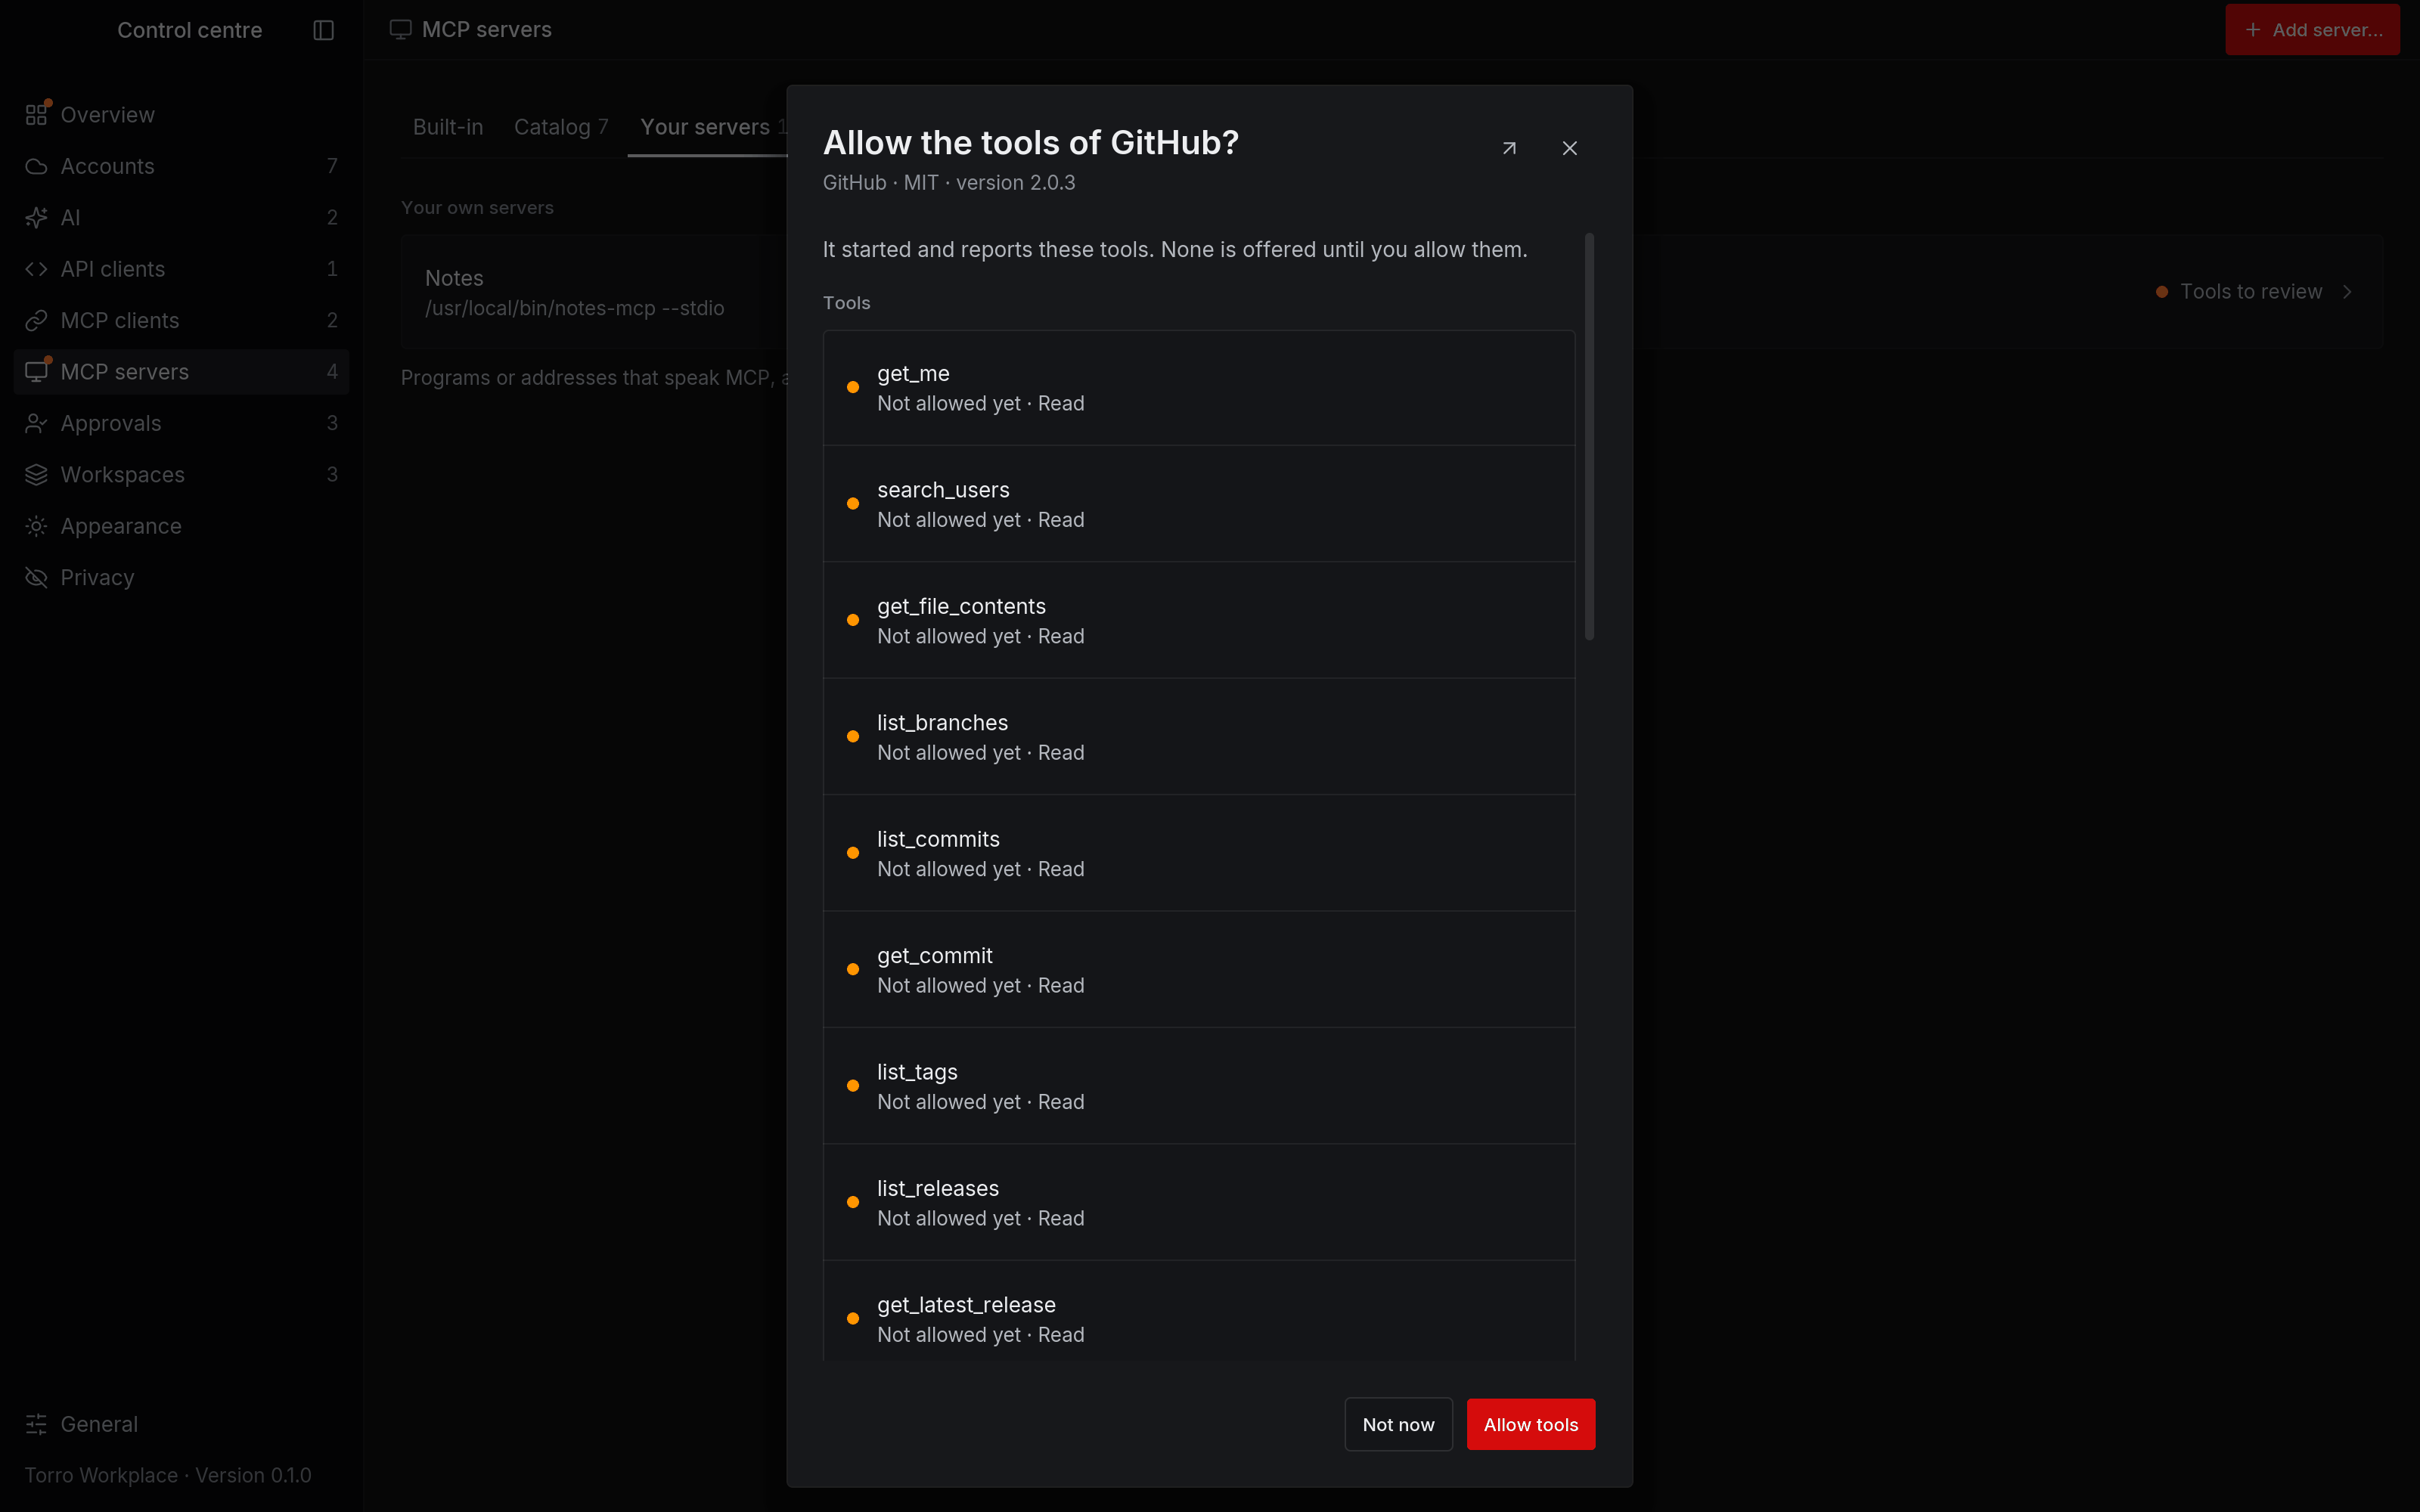 Control centre
Overview
Accounts 7
AI 2
API clients 1
MCP clients 2
MCP servers 4
Approvals 3
Workspaces 3
Appearance
Privacy
General
Torro Workplace · Version 0.1.0
MCP servers
Add server...
Built-in Catalog 7 Your servers 1
Your own servers
Notes
/usr/local/bin/notes-mcp --stdio
Tools to review
Programs or addresses that speak MCP,
Allow the tools of GitHub?
GitHub · MIT · version 2.0.3
It started and reports these tools. None is offered until you allow them.
Tools
get_me
Not allowed yet · Read
search_users
Not allowed yet · Read
get_file_contents
Not allowed yet · Read
list_branches
Not allowed yet · Read
list_commits
Not allowed yet · Read
get_commit
Not allowed yet · Read
list_tags
Not allowed yet · Read
list_releases
Not allowed yet · Read
get_latest_release
Not allowed yet · Read
Not now
Allow tools